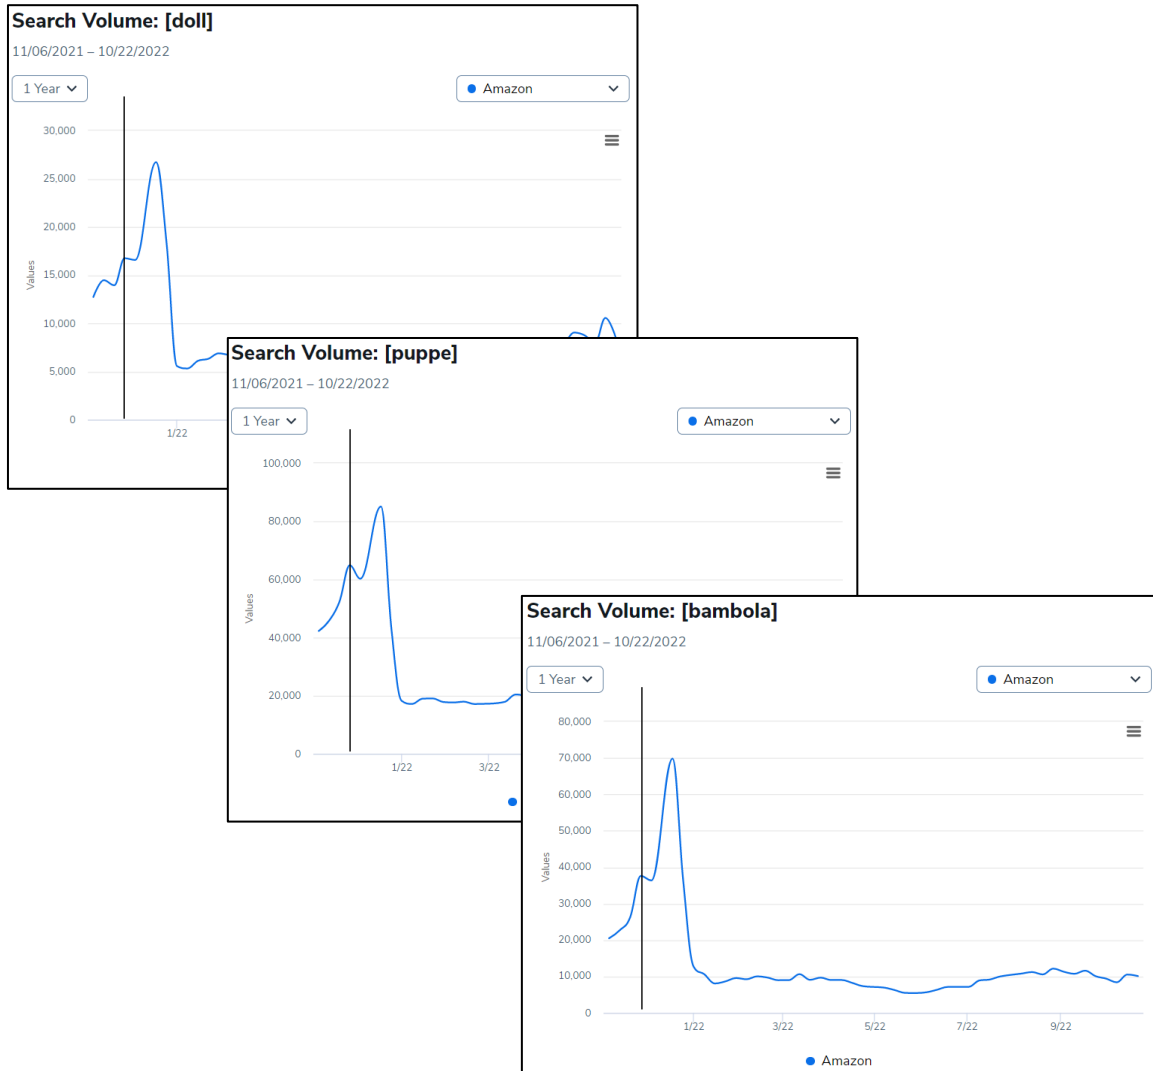 Search Volume: [doll]
11/06/2021 – 10/22/2022
1 Year
Amazon
30,000
25,000
20,000
15,000
10,000
5,000
0
Values
1/22
Search Volume: [puppe]
11/06/2021 – 10/22/2022
1 Year
Amazon
100,000
80,000
60,000
40,000
20,000
0
Values
1/22
3/22
Search Volume: [bambola]
11/06/2021 – 10/22/2022
1 Year
Amazon
80,000
70,000
60,000
50,000
40,000
30,000
20,000
10,000
0
Values
1/22
3/22
5/22
7/22
9/22
Amazon